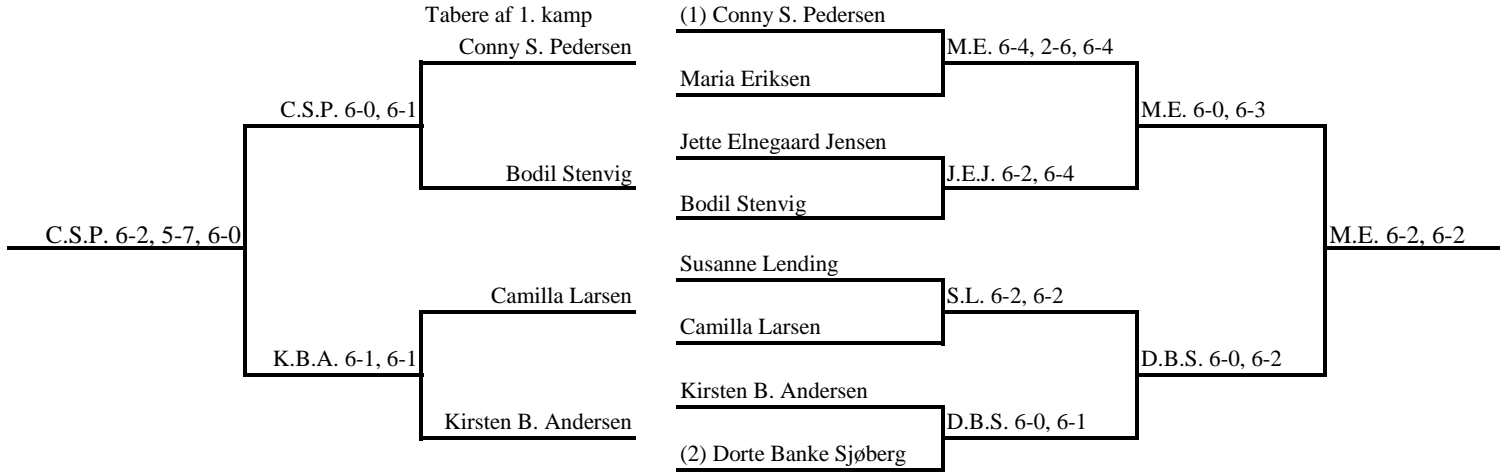 Tabere af 1. kamp
(1) Conny S. Pedersen
Conny S. Pedersen
M.E. 6-4, 2-6, 6-4
Maria Eriksen
C.S.P. 6-0, 6-1
M.E. 6-0, 6-3
Jette Elnegaard Jensen
Bodil Stenvig
J.E.J. 6-2, 6-4
Bodil Stenvig
C.S.P. 6-2, 5-7, 6-0
M.E. 6-2, 6-2
Susanne Lending
Camilla Larsen
S.L. 6-2, 6-2
Camilla Larsen
K.B.A. 6-1, 6-1
D.B.S. 6-0, 6-2
Kirsten B. Andersen
Kirsten B. Andersen
D.B.S. 6-0, 6-1
(2) Dorte Banke Sjøberg